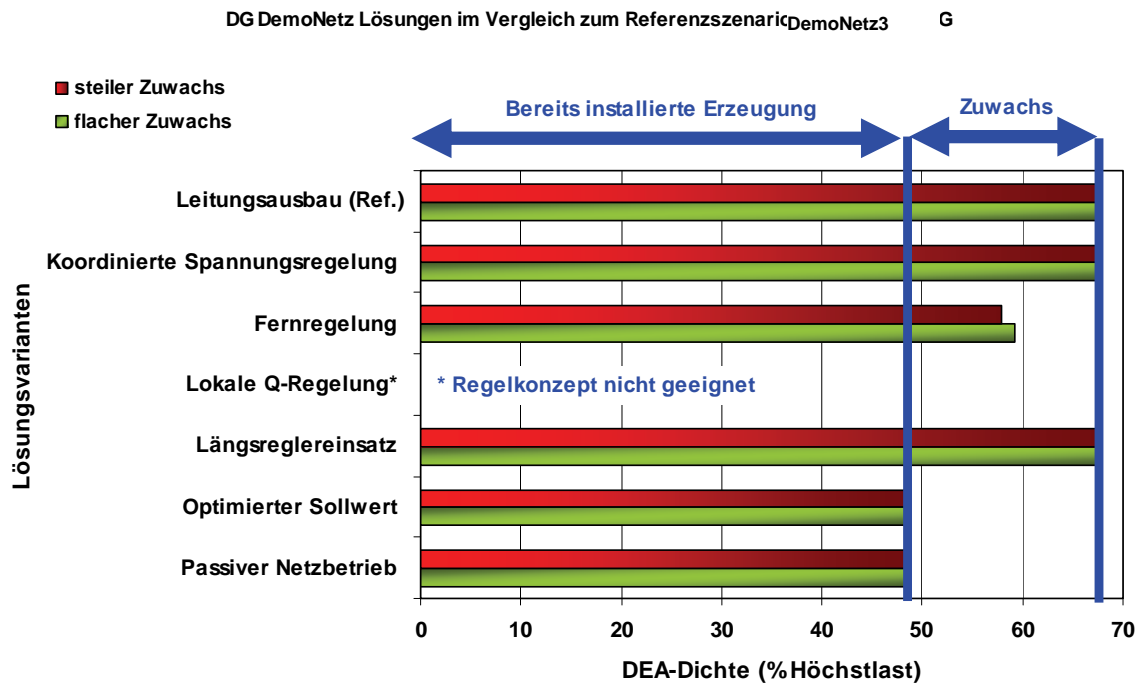 DG DemoNetz Lösungen im Vergleich zum Referenzszenaric DemoNetz3 G
steiler Zuwachs
flacher Zuwachs
Bereits installierte Erzeugung
Zuwachs
Lösungsvarianten
Leitungsausbau (Ref.)
Koordinierte Spannungsregelung
Fernregelung
Lokale Q-Regelung*
* Regelkonzept nicht geeignet
Längsreglereinsatz
Optimierter Sollwert
Passiver Netzbetrieb
0 10 20 30 40 50 60 70
DEA-Dichte (%Höchstlast)